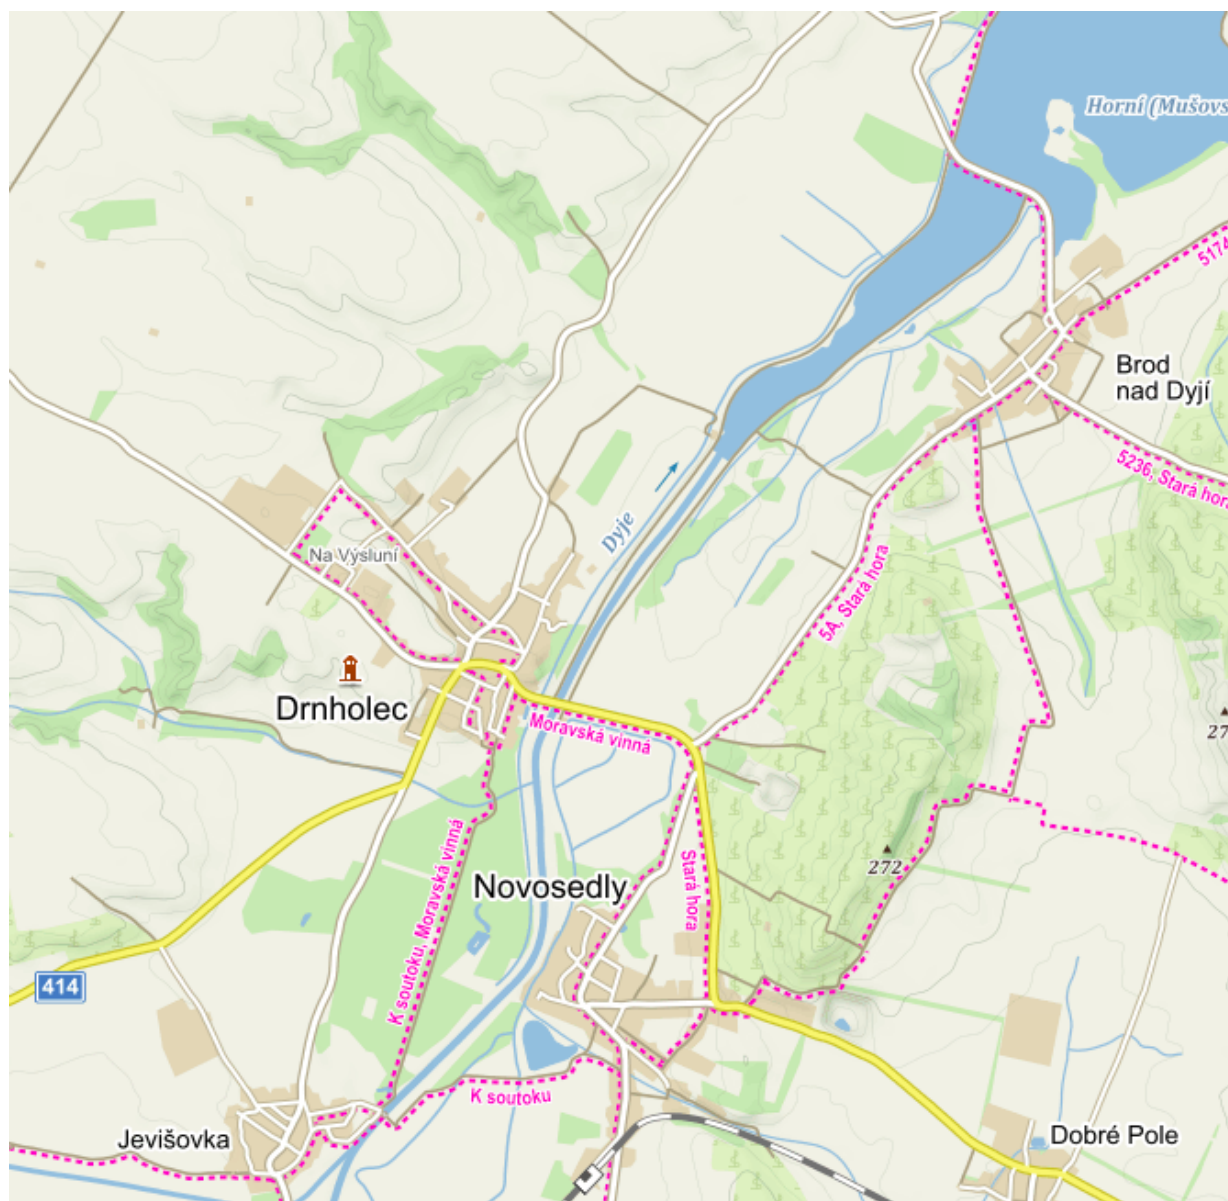 Horní (Mušovs
5174
Brod
nad Dyjí
5236, Stará hora
Dyje
Na Výsluní
5A, Stará hora
Drnholec
Moravská vinná
27
272
Stará hora
Novosedly
K soutoku, Moravská vinná
414
K soutoku
Jevišovka
Dobré Pole